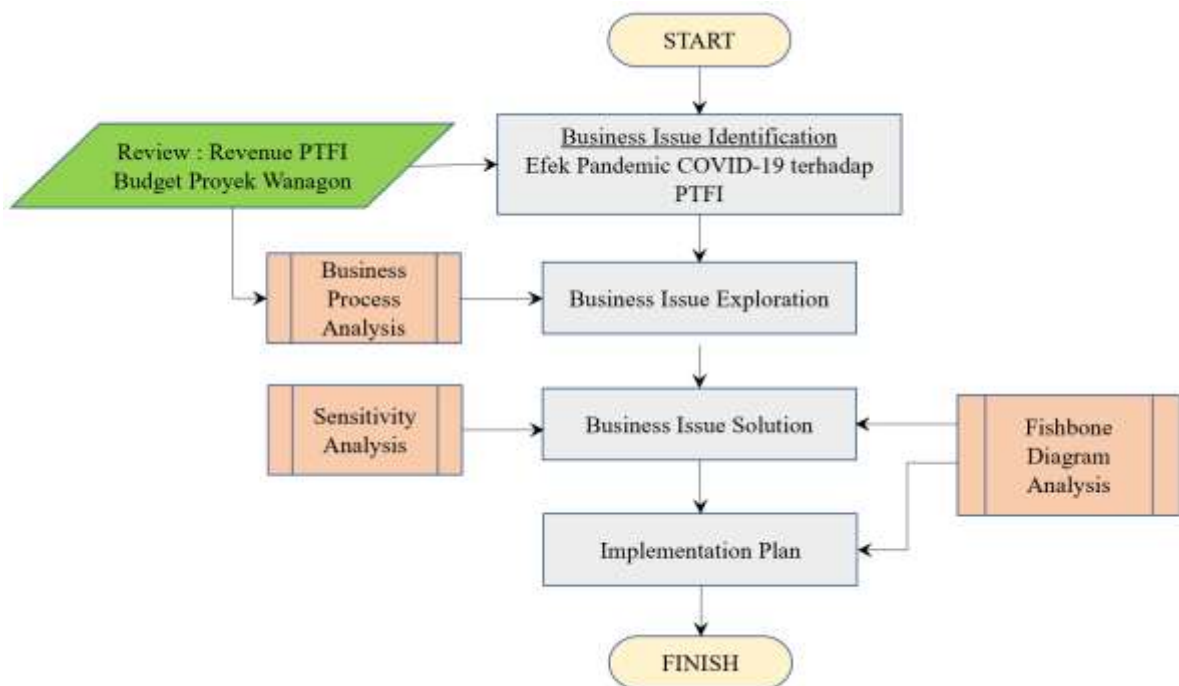 START
Business Issue Identification
Efek Pandemic COVID-19 terhadap
PTFI
Review : Revenue PTFI
Budget Proyek Wanagon
Business
Process
Analysis
Business Issue Exploration
Sensitivity
Analysis
Business Issue Solution
Fishbone
Diagram
Analysis
Implementation Plan
FINISH